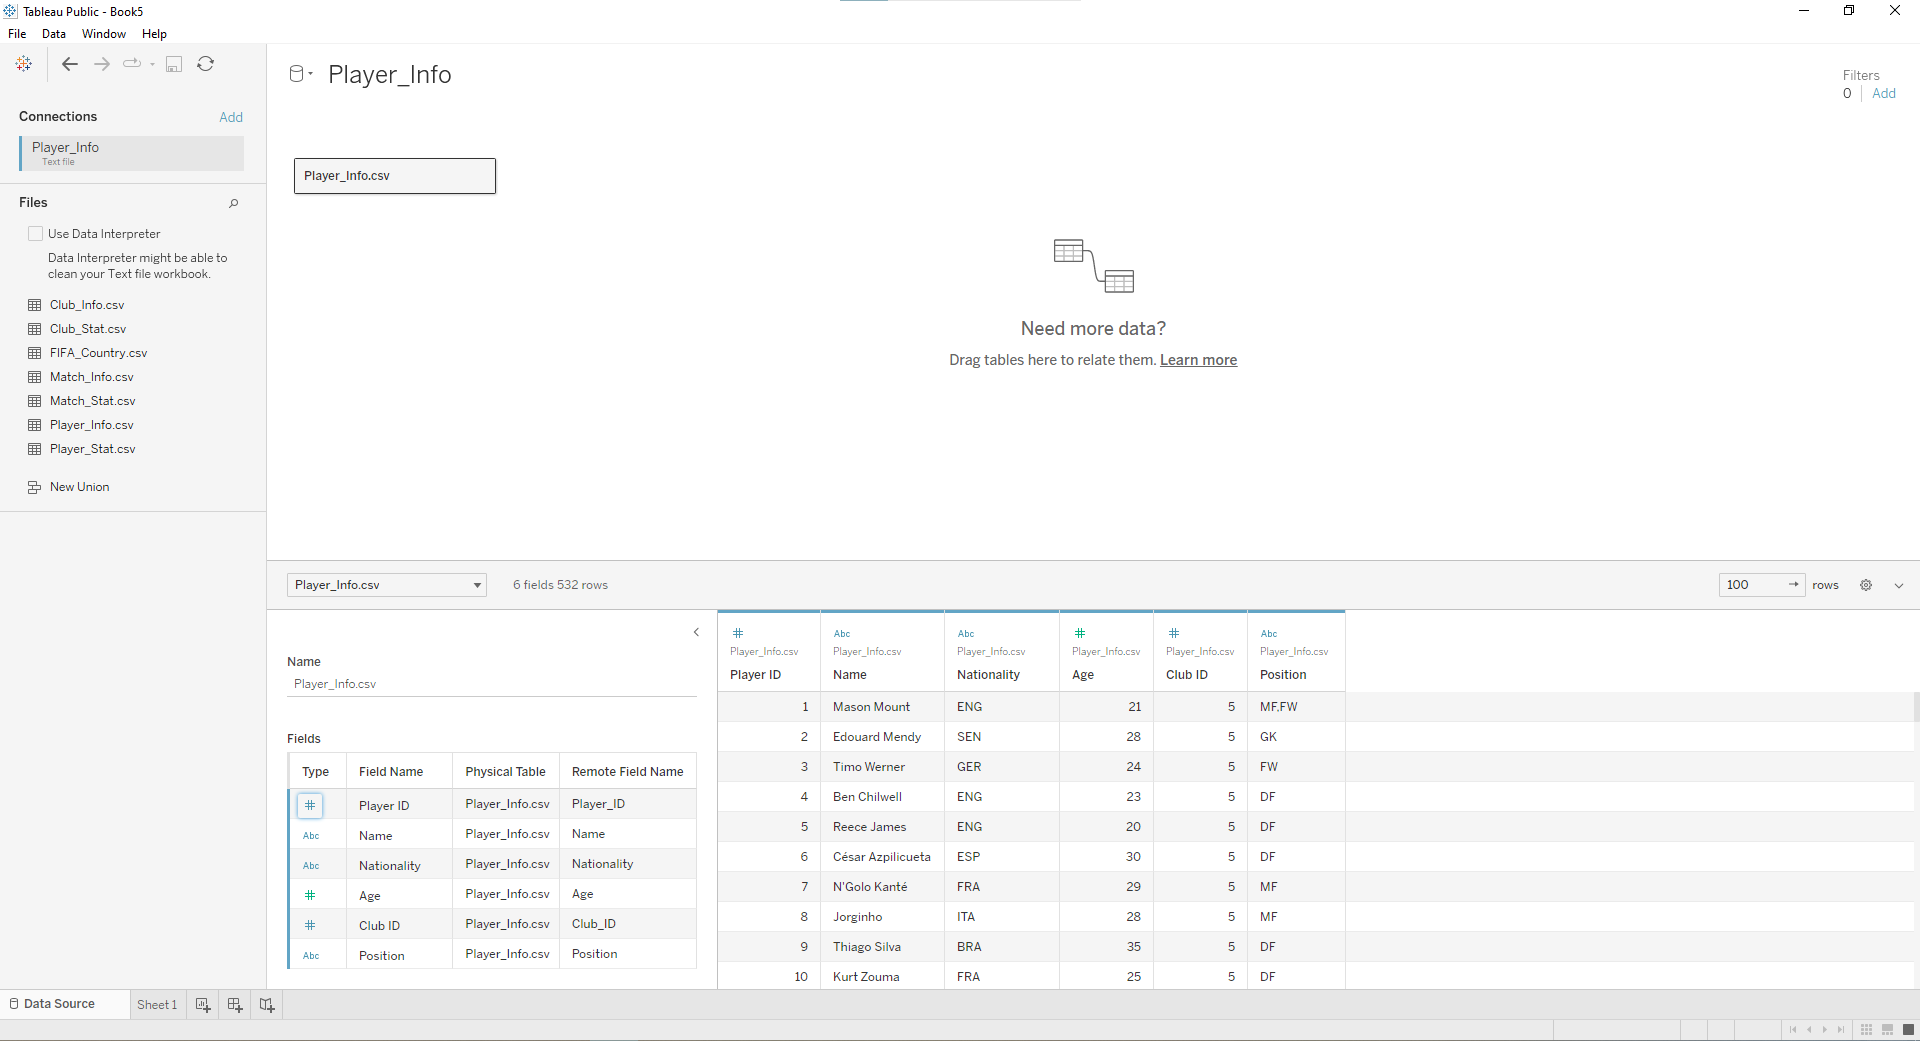 Tableau Public - Book5
File Data Window Help
Connections Add
Player_Info
Text file
Files
Use Data Interpreter
Data Interpreter might be able to
clean your Text file workbook.
Club_Info.csv
Club_Stat.csv
FIFA_Country.csv
Match_Info.csv
Match_Stat.csv
Player_Info.csv
Player_Stat.csv
New Union
Player_Info
Filters
0 Add
Player_Info.csv
Need more data?
Drag tables here to relate them. Learn more
Player_Info.csv 6 fields 532 rows 100 → rows
Name
Player_Info.csv
Fields
Type Field Name Physical Table Remote Field Name
# Player ID Player_Info.csv Player_ID
Abc Name Player_Info.csv Name
Abc Nationality Player_Info.csv Nationality
# Age Player_Info.csv Age
# Club ID Player_Info.csv Club_ID
Abc Position Player_Info.csv Position
# Abc Abc # # Abc
Player_Info.csv Player_Info.csv Player_Info.csv Player_Info.csv Player_Info.csv Player_Info.csv
Player ID Name Nationality Age Club ID Position
1 Mason Mount ENG 21 5 MF,FW
2 Edouard Mendy SEN 28 5 GK
3 Timo Werner GER 24 5 FW
4 Ben Chilwell ENG 23 5 DF
5 Reece James ENG 20 5 DF
6 César Azpilicueta ESP 30 5 DF
7 N'Golo Kanté FRA 29 5 MF
8 Jorginho ITA 28 5 MF
9 Thiago Silva BRA 35 5 DF
10 Kurt Zouma FRA 25 5 DF
Data Source Sheet 1